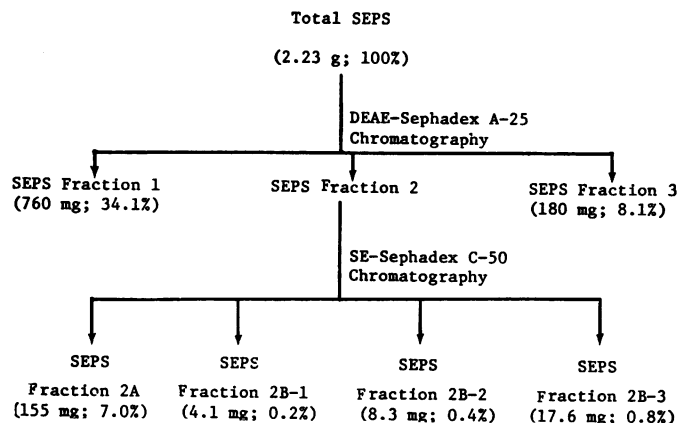 Total SEPS
(2.23 g; 100%)
DEAE-Sephadex A-25
Chromatography
SEPS Fraction 1
(760 mg; 34.1%)
SEPS Fraction 2
SEPS Fraction 3
(180 mg; 8.1%)
SE-Sephadex C-50
Chromatography
SEPS
Fraction 2A
(155 mg; 7.0%)
SEPS
Fraction 2B-1
(4.1 mg; 0.2%)
SEPS
Fraction 2B-2
(8.3 mg; 0.4%)
SEPS
Fraction 2B-3
(17.6 mg; 0.8%)